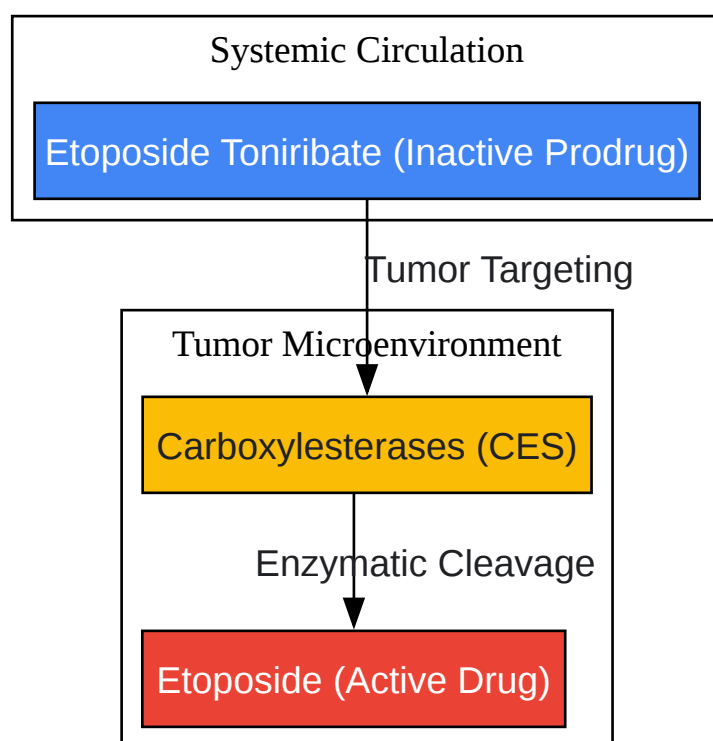 Systemic Circulation
Etoposide Toniribate (Inactive Prodrug)
Tumor Targeting
Tumor Microenvironment
Carboxylesterases (CES)
Enzymatic Cleavage
Etoposide (Active Drug)